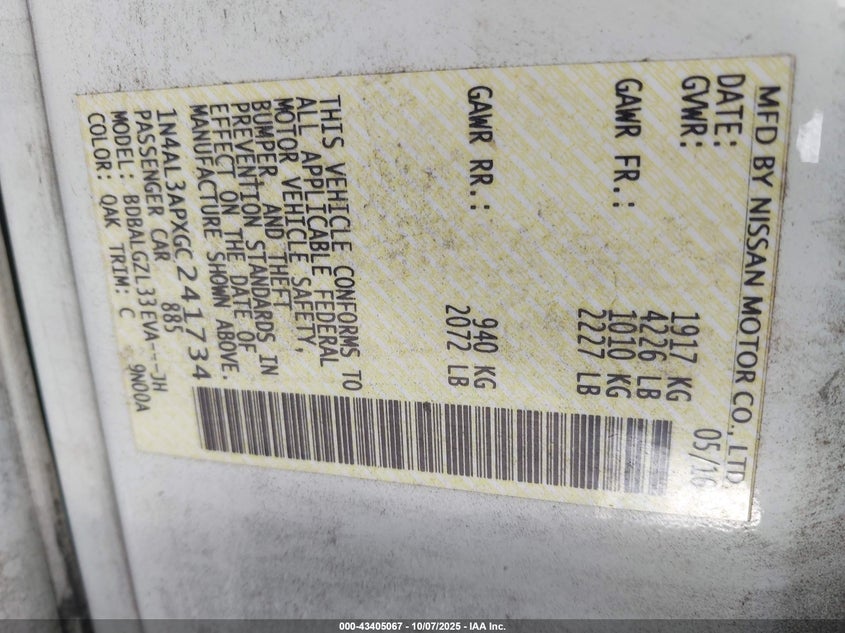 MFD BY NISSAN MOTOR CO., LTD
DATE: 05/16
GVWR: 1917 KG
4226 LB
GAWR FR.: 1010 KG
2227 LB
GAWR RR.: 940 KG
2072 LB
THIS VEHICLE CONFORMS TO
ALL APPLICABLE FEDERAL
MOTOR VEHICLE SAFETY,
BUMPER, AND THEFT
PREVENTION STANDARDS IN
EFFECT ON THE DATE OF
MANUFACTURE SHOWN ABOVE.
1N4AL3APXGC241734
PASSENGER CAR 885
MODEL: BDBALGZL33EVA---JH
COLOR: QAK TRIM: C 9N00A
000-43405067 - 10/07/2025 - IAA Inc.